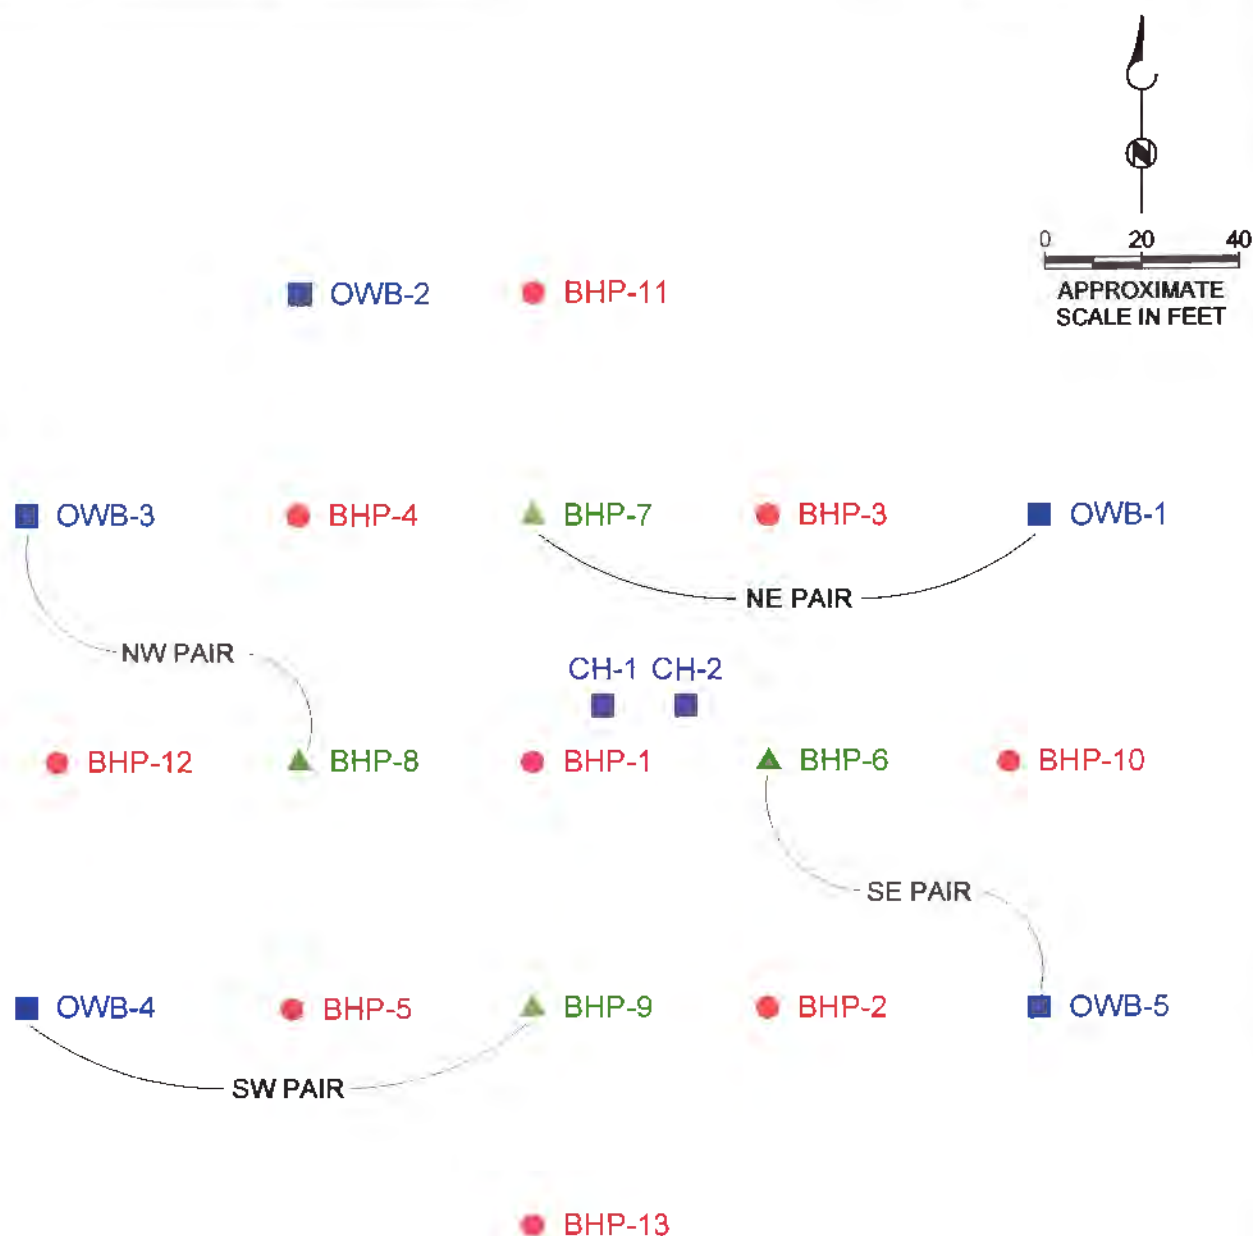 N
0 20 40
APPROXIMATE
SCALE IN FEET
OWB-2 BHP-11
OWB-3 BHP-4 BHP-7 BHP-3 OWB-1
NE PAIR
NW PAIR
CH-1 CH-2
BHP-12 BHP-8 BHP-1 BHP-6 BHP-10
SE PAIR
OWB-4 BHP-5 BHP-9 BHP-2 OWB-5
SW PAIR
BHP-13